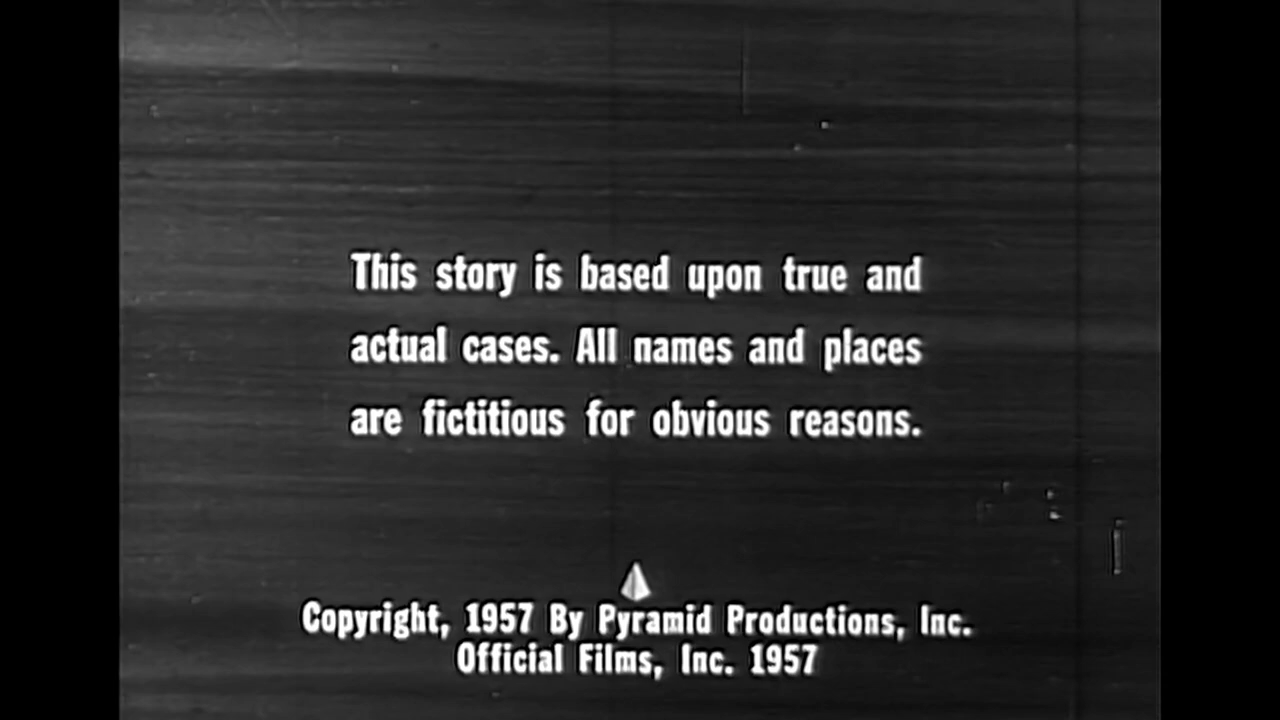 This story is based upon true and
actual cases. All names and places
are fictitious for obvious reasons.
Copyright, 1957 By Pyramid Productions, Inc.
Official Films, Inc. 1957